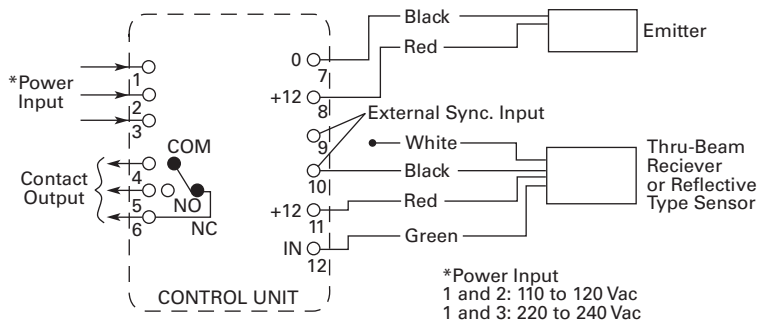 *Power
Input
1
2
3
Contact
Output
4
5
6
COM
NO
NC
CONTROL UNIT
0
7
+12
8
9
10
+12
11
IN
12
Black
Red
External Sync. Input
White
Black
Red
Green
Emitter
Thru-Beam
Reciever
or Reflective
Type Sensor
*Power Input
1 and 2: 110 to 120 Vac
1 and 3: 220 to 240 Vac